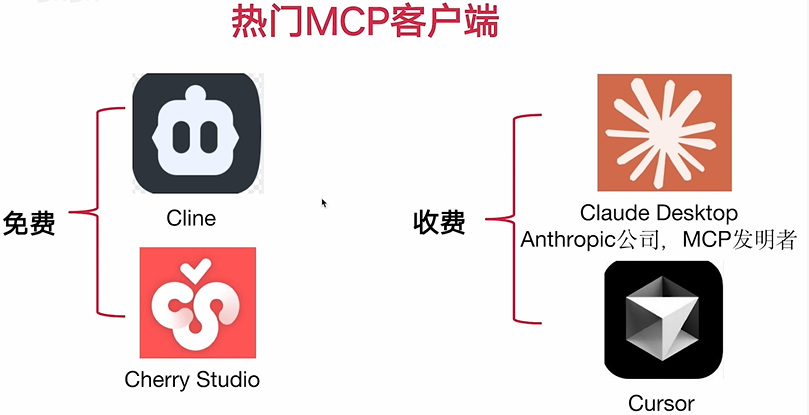 热门MCP客户端
免费
Cline
Cherry Studio
收费
Claude Desktop
Anthropic公司，MCP发明者
Cursor